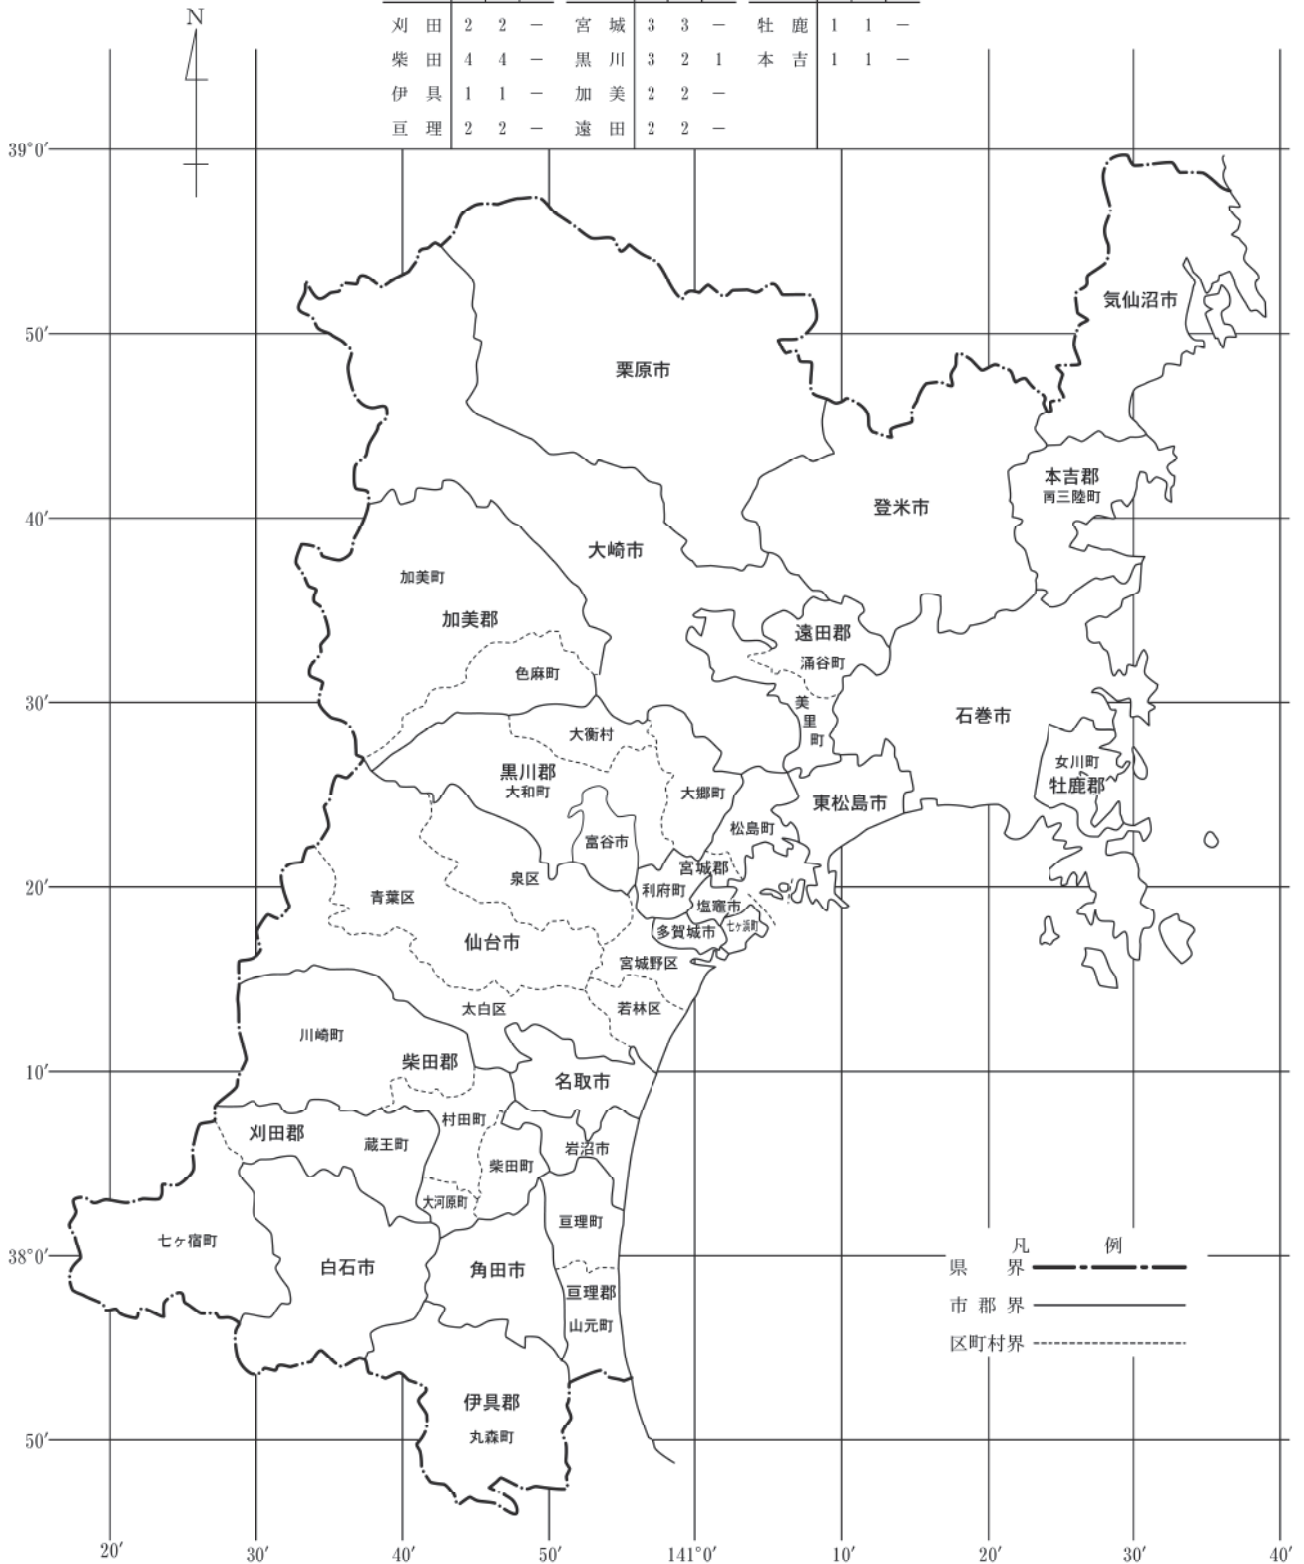 刈田 2 2 － 宮城 3 3 － 牡鹿 1 1 －
柴田 4 4 － 黒川 3 2 1 本吉 1 1 －
伊具 1 1 － 加美 2 2 －
亘理 2 2 － 遠田 2 2 －
N
39°0′
気仙沼市
50′
栗原市
本吉郡
南三陸町
登米市
40′
大崎市
加美町
加美郡
遠田郡
涌谷町
色麻町
30′
美里町
石巻市
大衡村
女川町
牡鹿郡
黒川郡
大和町
大郷町
東松島市
松島町
富谷市
宮城郡
20′
泉区
利府町
青葉区
塩竈市
七ヶ浜町
多賀城市
仙台市
宮城野区
太白区
若林区
川崎町
柴田郡
10′
名取市
村田町
刈田郡
蔵王町
岩沼市
柴田町
大河原町
亘理町
七ヶ宿町
38°0′
白石市
角田市
亘理郡
山元町
凡例
県界
市郡界
区町村界
伊具郡
丸森町
50′
20′ 30′ 40′ 50′ 141°0′ 10′ 20′ 30′ 40′